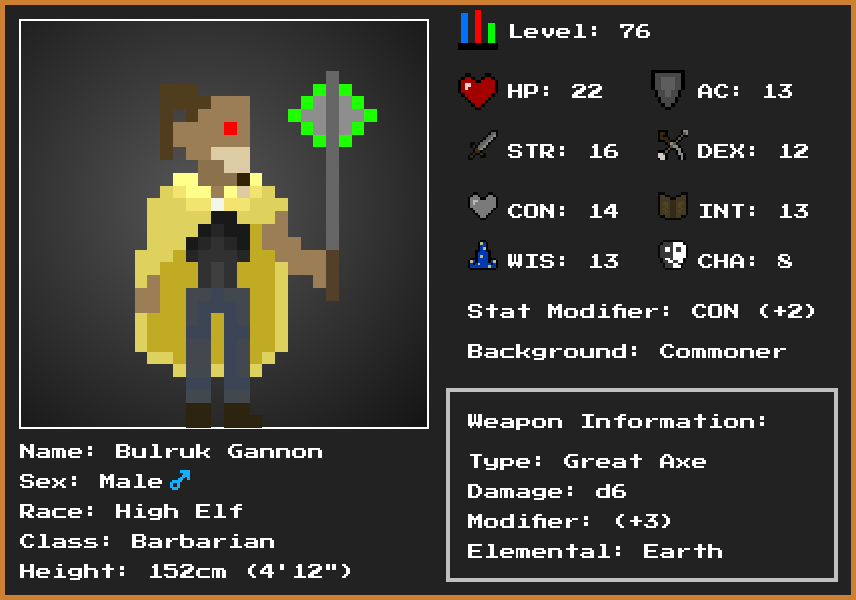 Level: 76
HP: 22 AC: 13
STR: 16 DEX: 12
CON: 14 INT: 13
WIS: 13 CHA: 8
Stat Modifier: CON (+2)
Background: Commoner
Weapon Information:
Type: Great Axe
Damage: d6
Modifier: (+3)
Elemental: Earth
Name: Bulruk Gannon
Sex: Male♂
Race: High Elf
Class: Barbarian
Height: 152cm (4'12")